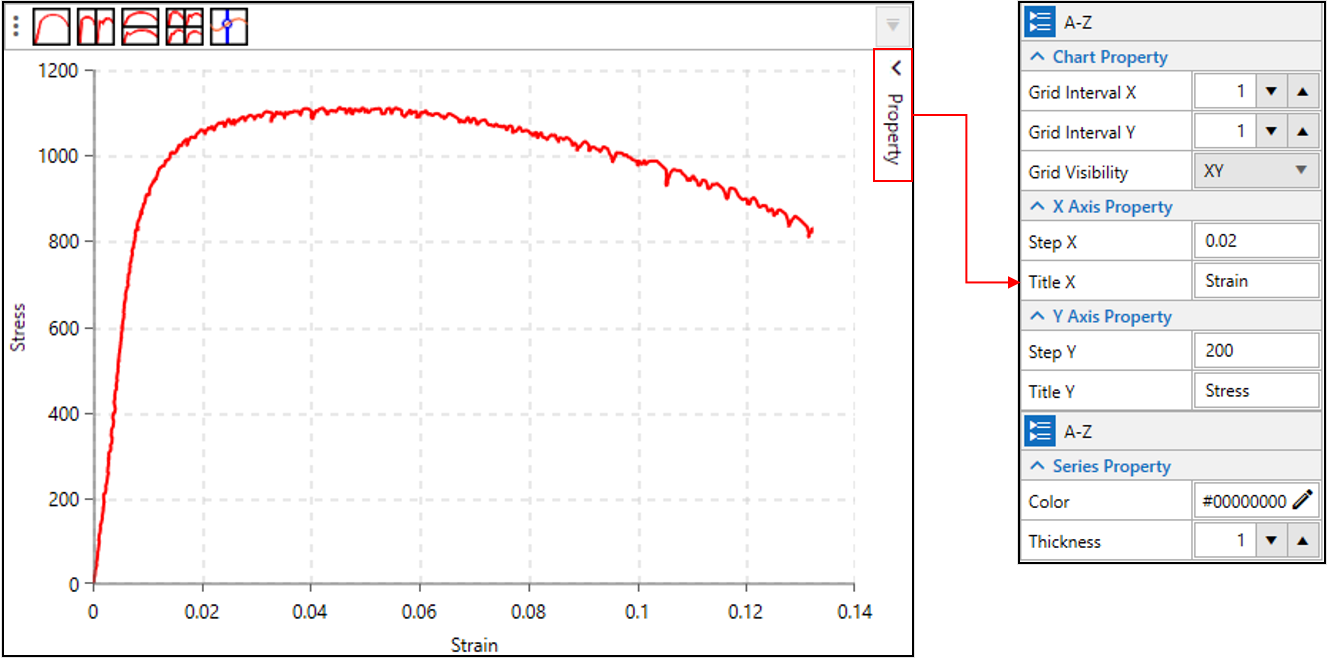 Property
1200
1000
800
600
400
200
0
Stress
0 0.02 0.04 0.06 0.08 0.1 0.12 0.14
Strain
A-Z
Chart Property
Grid Interval X 1
Grid Interval Y 1
Grid Visibility XY
X Axis Property
Step X 0.02
Title X Strain
Y Axis Property
Step Y 200
Title Y Stress
A-Z
Series Property
Color #00000000
Thickness 1